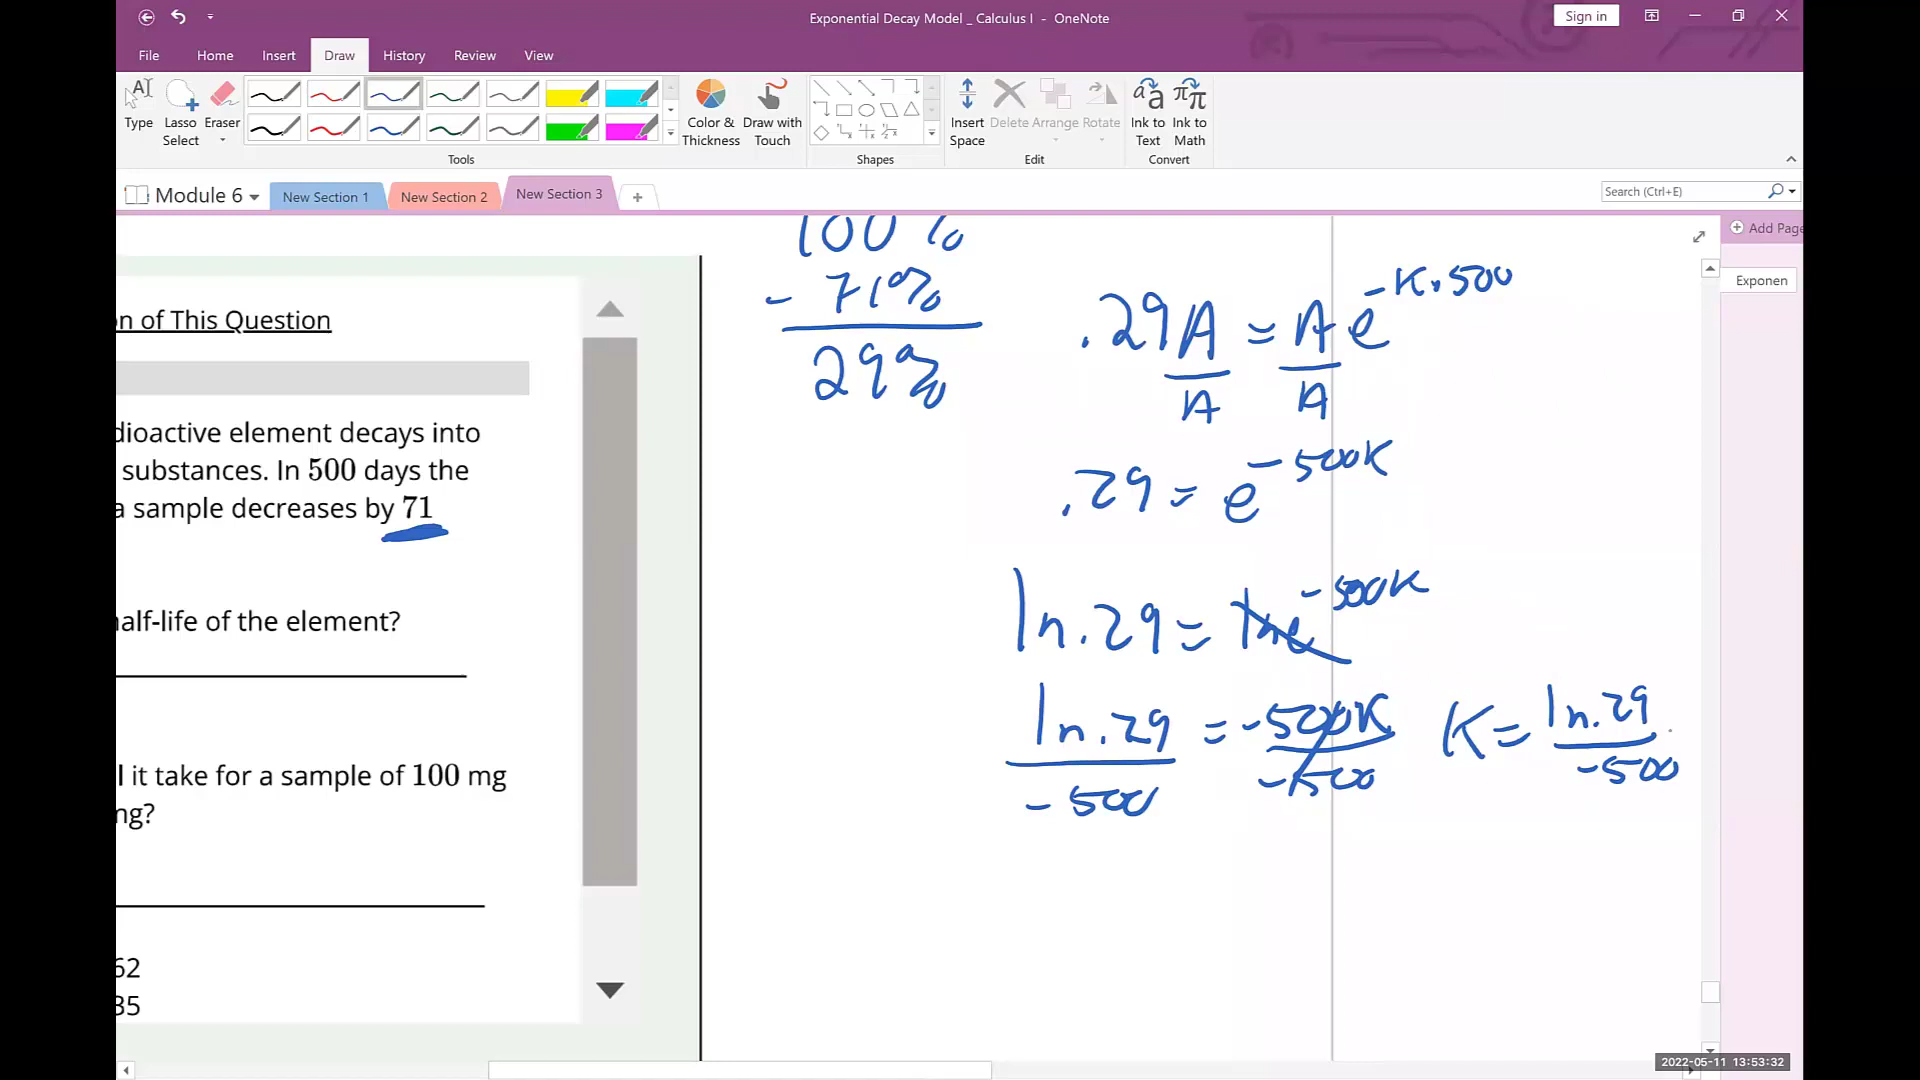 Exponential Decay Model _ Calculus I - OneNote
Sign in
File Home Insert Draw History Review View
Type
Lasso Select
Eraser
Color & Thickness
Draw with Touch
Insert Space
Delete
Arrange
Rotate
Ink to Text
Ink to Math
Tools
Shapes
Edit
Convert
Module 6
New Section 1
New Section 2
New Section 3
Search (Ctrl+E)
Add Page
Exponen
n of This Question
dioactive element decays into
substances. In 500 days the
a sample decreases by 71
alf-life of the element?
l it take for a sample of 100 mg
ng?
62
35
100%
- 71%
29%
.29A/A = A/A e^-K.500
.29 = e^-500K
ln.29 = lne^-500K
ln.29/-500 = -500K/-500
K = ln.29/-500
2022-05-11 13:53:32